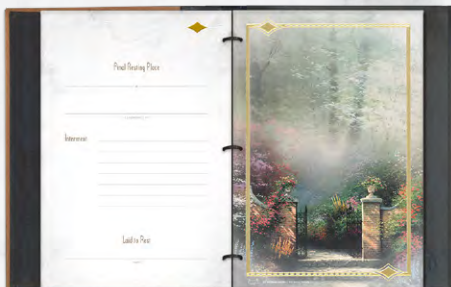 Final Resting Place
Interment
Laid to Rest